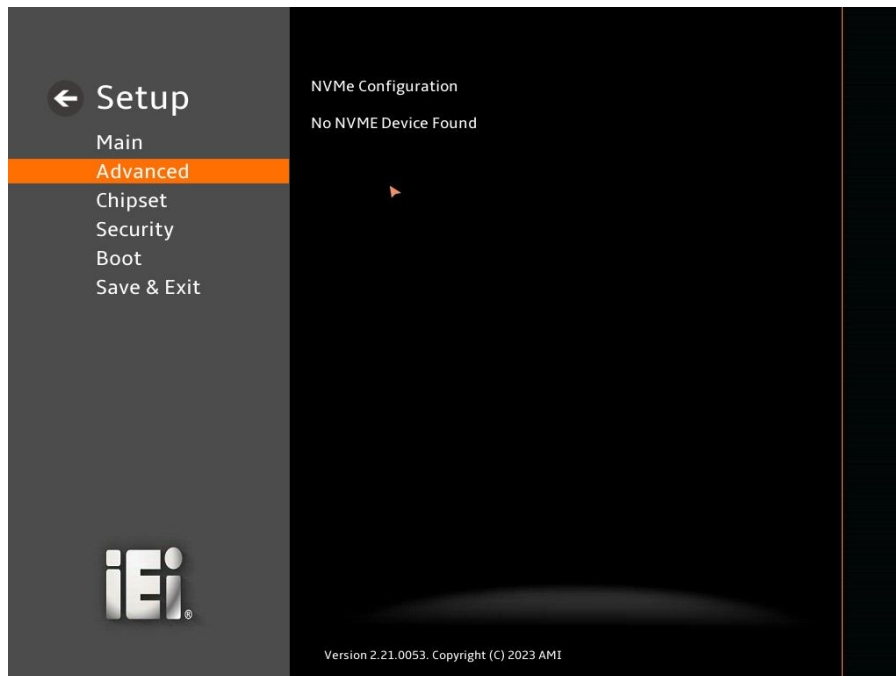 Setup
Main
Advanced
Chipset
Security
Boot
Save & Exit
iEi®
NVMe Configuration
No NVME Device Found
Version 2.21.0053. Copyright (C) 2023 AMI